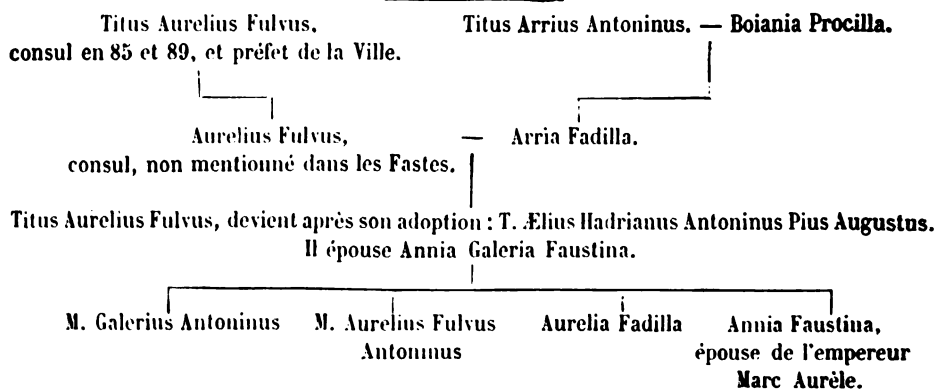 Titus Aurelius Fulvus, consul en 85 et 89, et préfet de la Ville.
Titus Arrius Antoninus. — Boiania Procilla.
Aurelius Fulvus, consul, non mentionné dans les Fastes. — Arria Fadilla.
Titus Aurelius Fulvus, devient après son adoption : T. Ælius Hadrianus Antoninus Pius Augustus.
Il épouse Annia Galeria Faustina.
M. Galerius Antoninus
M. Aurelius Fulvus
Antoninus
Aurelia Fadilla
Annia Faustina,
épouse de l'empereur
Marc Aurèle.